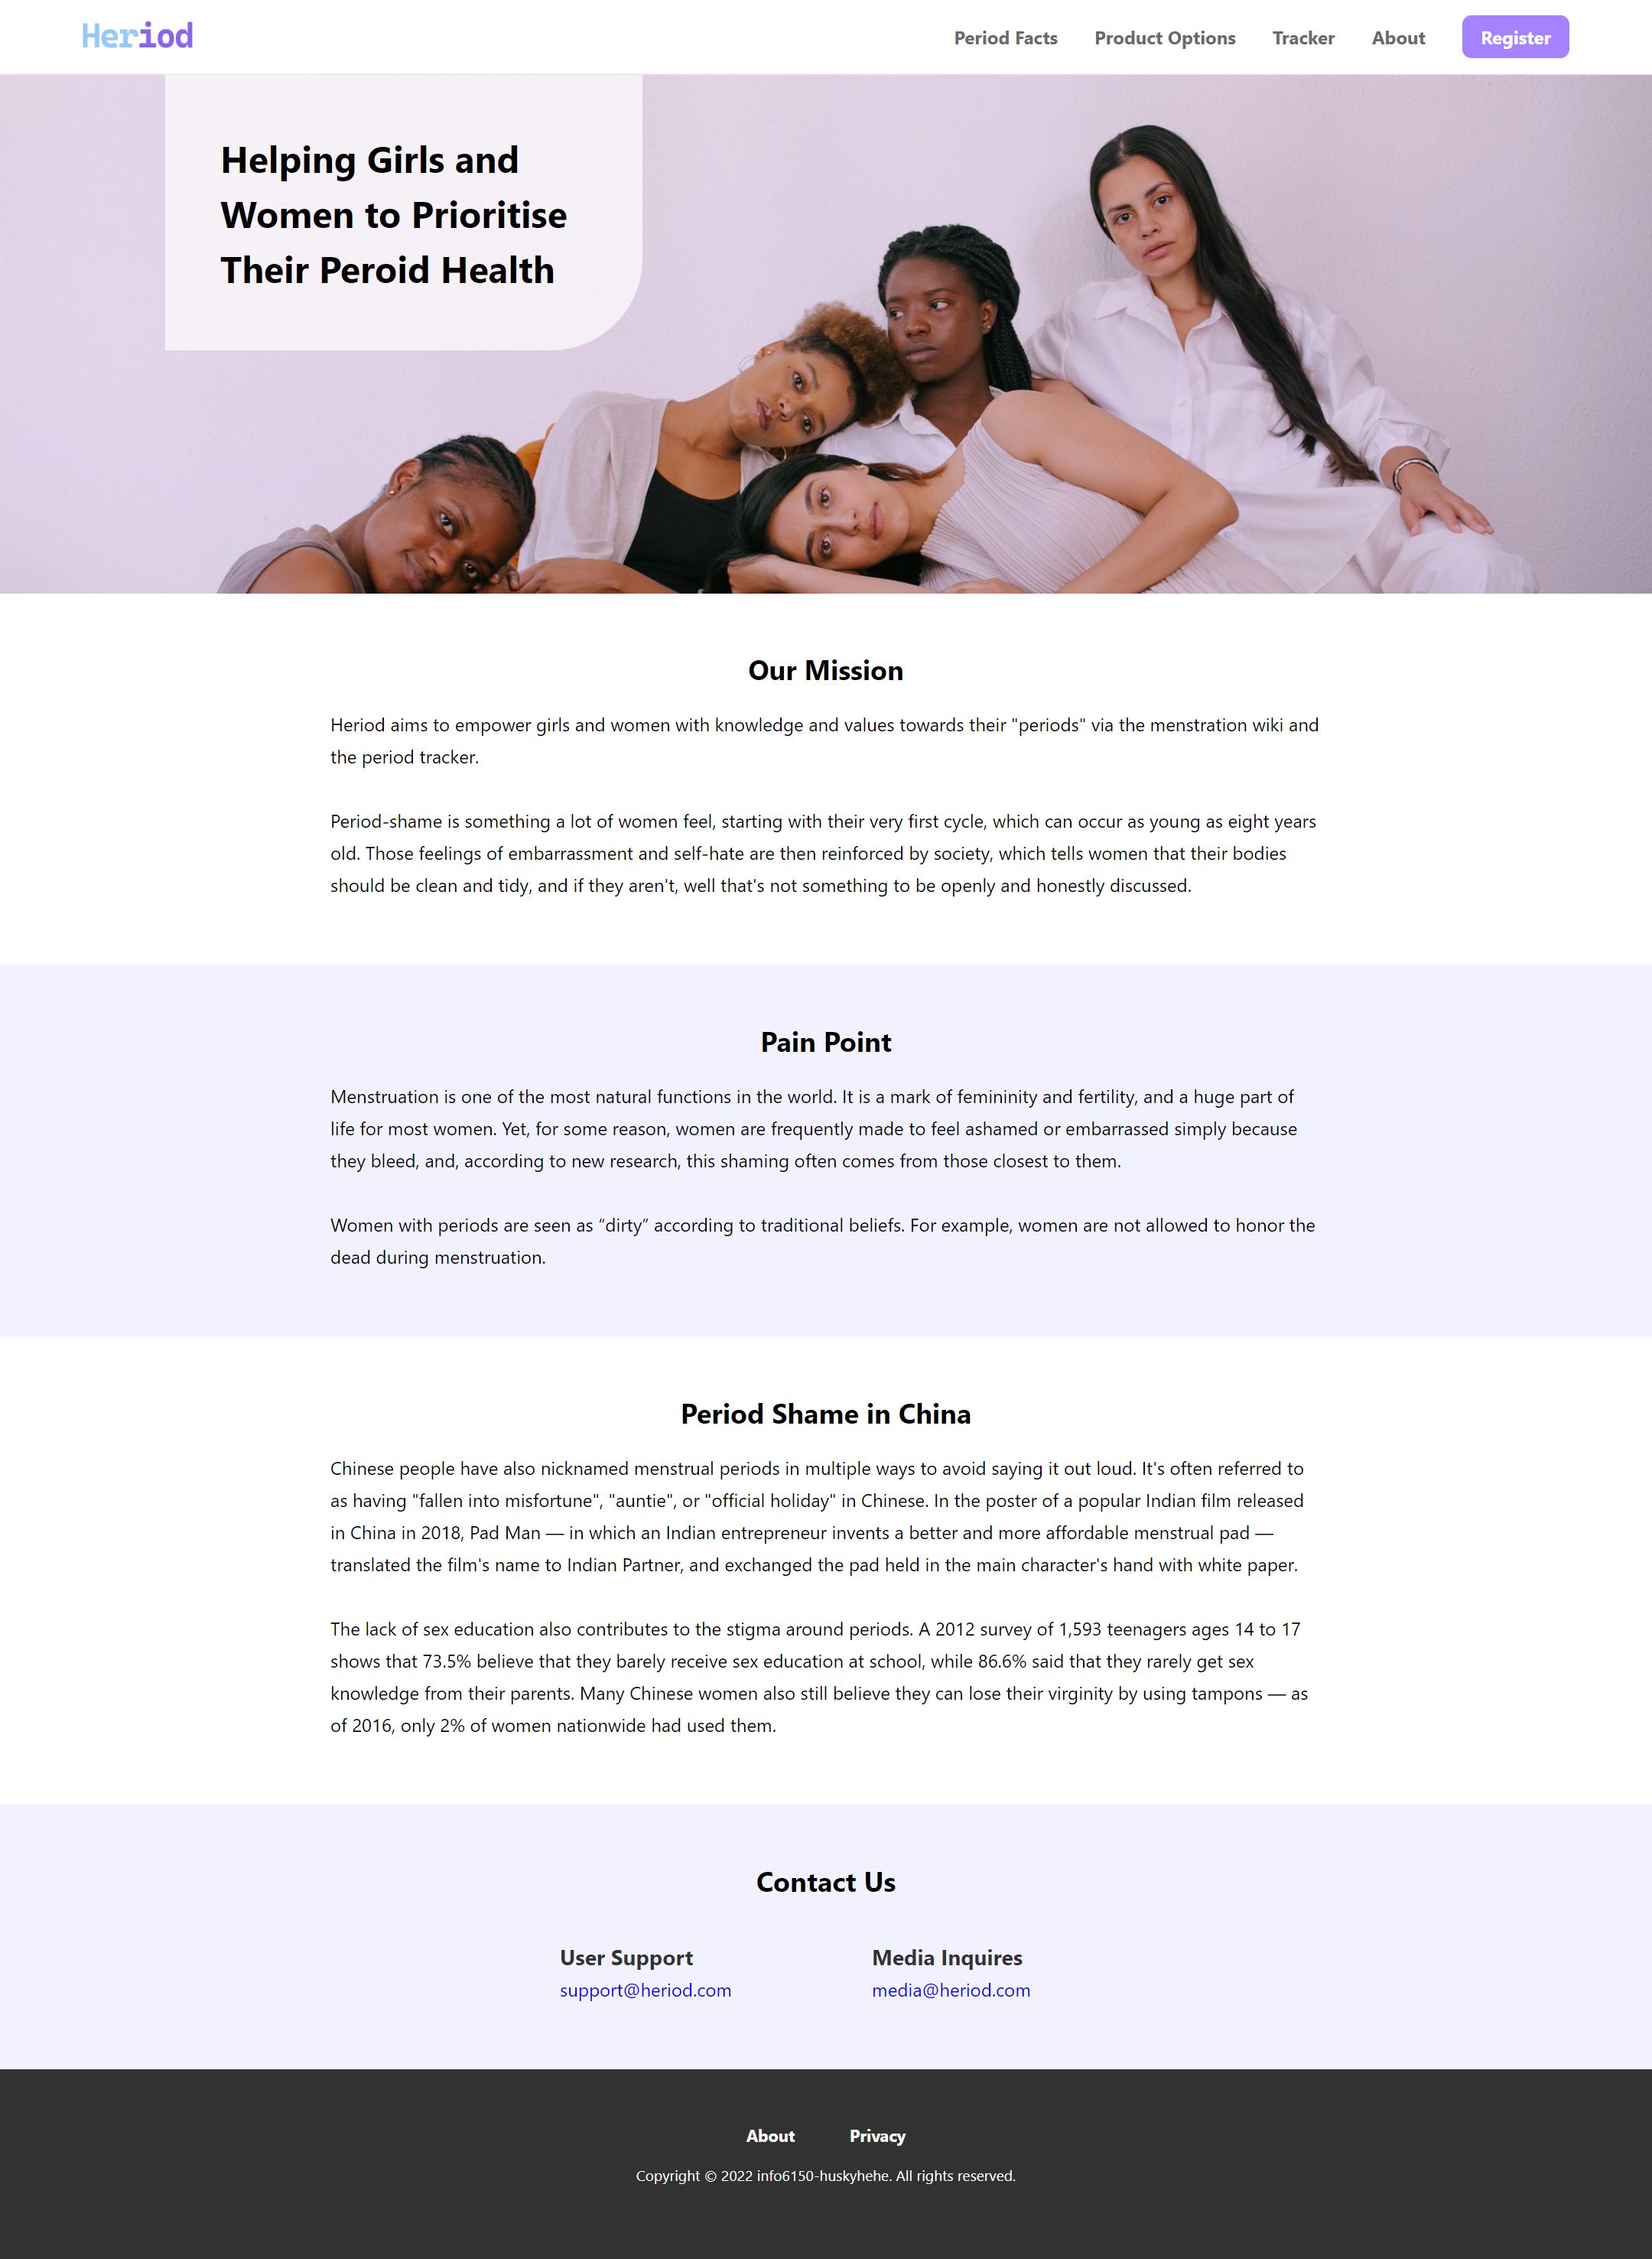 Heriod
Period Facts Product Options Tracker About Register
Helping Girls and
Women to Prioritise
Their Peroid Health
Our Mission
Heriod aims to empower girls and women with knowledge and values towards their "periods" via the menstration wiki and
the period tracker.
Period-shame is something a lot of women feel, starting with their very first cycle, which can occur as young as eight years
old. Those feelings of embarrassment and self-hate are then reinforced by society, which tells women that their bodies
should be clean and tidy, and if they aren't, well that's not something to be openly and honestly discussed.
Pain Point
Menstruation is one of the most natural functions in the world. It is a mark of femininity and fertility, and a huge part of
life for most women. Yet, for some reason, women are frequently made to feel ashamed or embarrassed simply because
they bleed, and, according to new research, this shaming often comes from those closest to them.
Women with periods are seen as “dirty” according to traditional beliefs. For example, women are not allowed to honor the
dead during menstruation.
Period Shame in China
Chinese people have also nicknamed menstrual periods in multiple ways to avoid saying it out loud. It's often referred to
as having "fallen into misfortune", "auntie", or "official holiday" in Chinese. In the poster of a popular Indian film released
in China in 2018, Pad Man — in which an Indian entrepreneur invents a better and more affordable menstrual pad —
translated the film's name to Indian Partner, and exchanged the pad held in the main character's hand with white paper.
The lack of sex education also contributes to the stigma around periods. A 2012 survey of 1,593 teenagers ages 14 to 17
shows that 73.5% believe that they barely receive sex education at school, while 86.6% said that they rarely get sex
knowledge from their parents. Many Chinese women also still believe they can lose their virginity by using tampons — as
of 2016, only 2% of women nationwide had used them.
Contact Us
User Support Media Inquires
support@heriod.com media@heriod.com
About Privacy
Copyright © 2022 info6150-huskyhehe. All rights reserved.